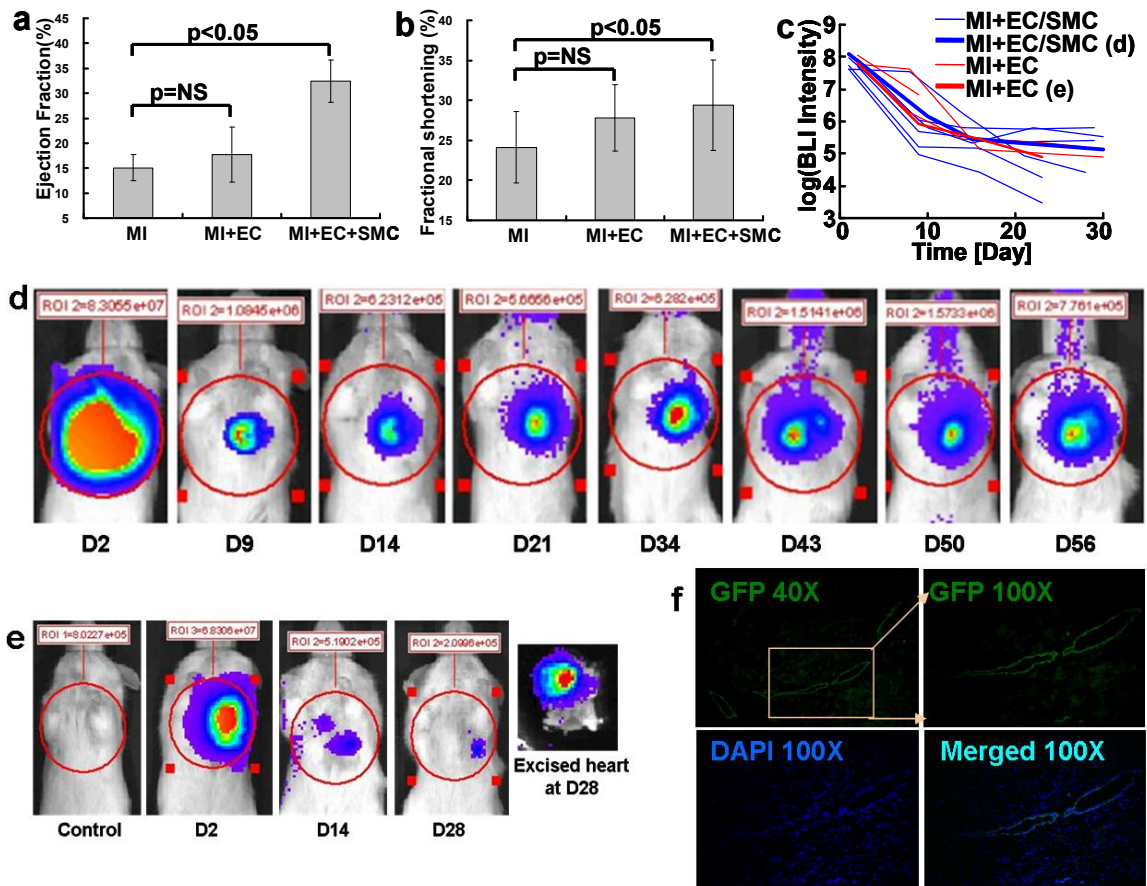 a
Ejection Fraction(%)
45
40
35
30
25
20
15
10
5
p<0.05
p=NS
MI
MI+EC
MI+EC+SMC
b
Fractional shortening (%)
40
35
30
25
20
15
p<0.05
p=NS
MI
MI+EC
MI+EC+SMC
c
log(BLI Intensity)
9
8
7
6
5
4
3
MI+EC/SMC
MI+EC/SMC (d)
MI+EC
MI+EC (e)
0
10
20
30
Time [Day]
d
ROI 2=8.3055e+07
ROI 2=1.0845e+06
ROI 2=6.2312e+05
ROI 2=5.6656e+05
ROI 2=6.282e+05
ROI 2=1.5141e+06
ROI 2=1.5733e+06
ROI 2=7.761e+05
D2
D9
D14
D21
D34
D43
D50
D56
e
ROI 1=8.0227e+05
ROI 3=6.8306e+07
ROI 2=5.1902e+05
ROI 2=2.0996e+05
Control
D2
D14
D28
Excised heart
at D28
f
GFP 40X
GFP 100X
DAPI 100X
Merged 100X